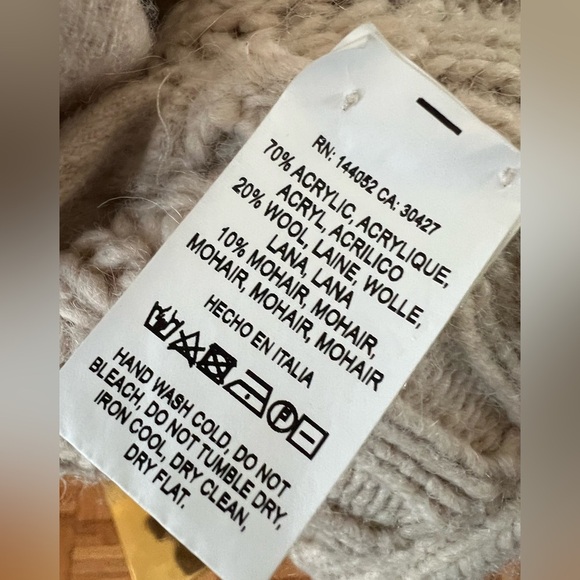 RN: 144052 CA: 30427
70% ACRYLIC, ACRYLIQUE,
ACRYL, ACRILICO
20% WOOL, LAINE, WOLLE,
LANA, LANA
10% MOHAIR, MOHAIR,
MOHAIR, MOHAIR, MOHAIR
HECHO EN ITALIA
P
HAND WASH COLD, DO NOT
BLEACH, DO NOT TUMBLE DRY,
IRON COOL, DRY CLEAN,
DRY FLAT.